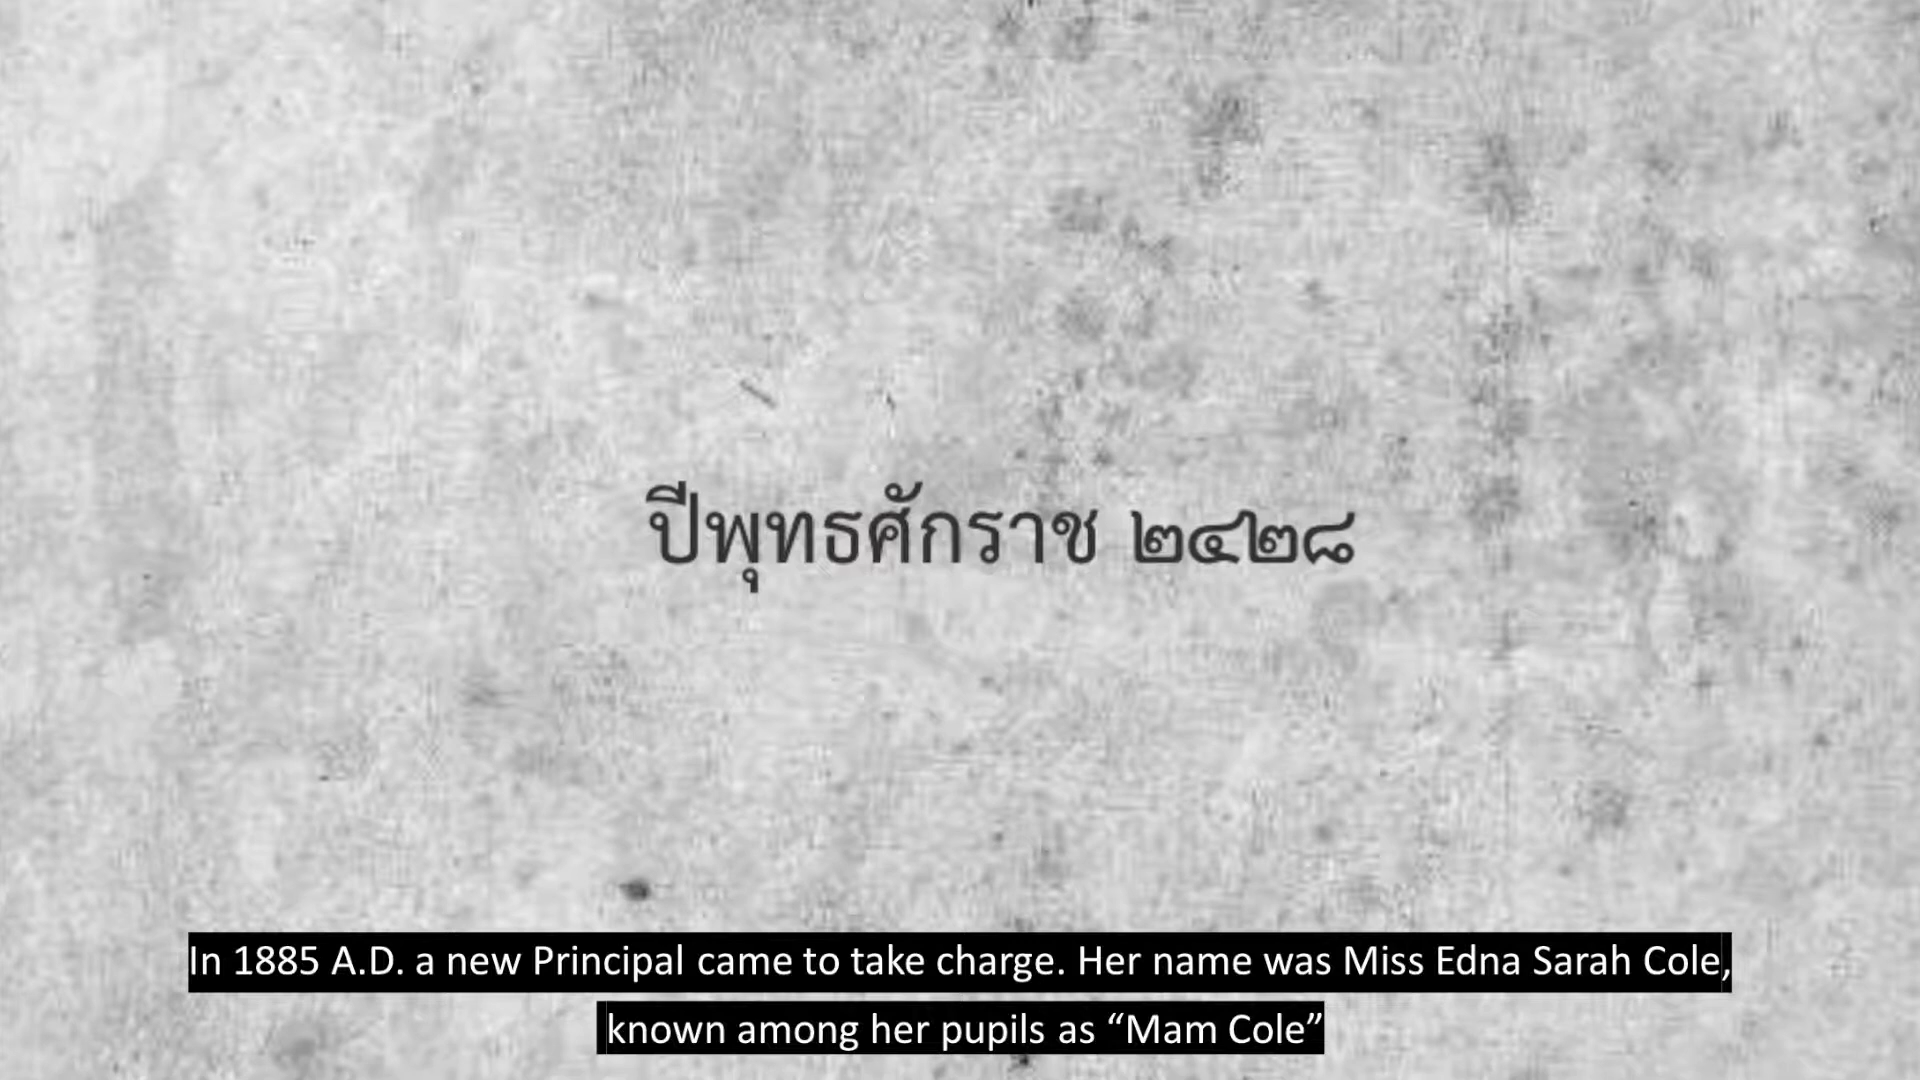 ปีพุทธศักราช ๒๔๒๘
In 1885 A.D. a new Principal came to take charge. Her name was Miss Edna Sarah Cole,
known among her pupils as “Mam Cole”